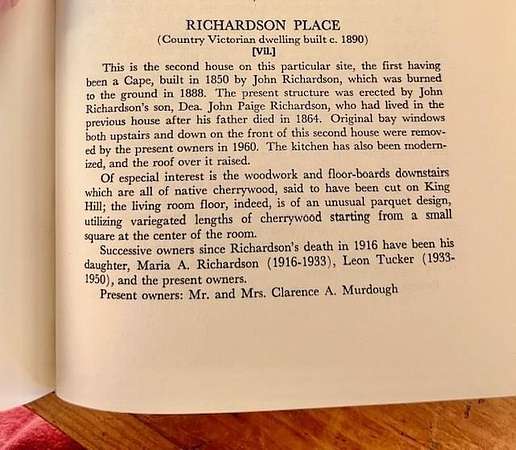 RICHARDSON PLACE
(Country Victorian dwelling built c. 1890)
[Vil.]
This is the second house on this particular site, the first having
been a Cape, built in 1850 by John Richardson, which was burned
to the ground in 1888. The present structure was erected by John
Richardson's son, Dea. John Paige Richardson, who had lived in the
previous house after his father died in 1864. Original bay windows
both upstairs and down on the front of this second house were remov-
ed by the present owners in 1960. The kitchen has also been modern-
ized, and the roof over it raised.
Of especial interest is the woodwork and floor-boards downstairs
which are all of native cherrywood, said to have been cut on King
Hill; the living room floor, indeed, is of an unusual parquet design,
utilizing variegated lengths of cherrywood starting from a small
square at the center of the room.
Successive owners since Richardson's death in 1916 have been his
daughter, Maria A. Richardson (1916-1933), Leon Tucker (1933-
1950), and the present owners.
Present owners: Mr. and Mrs. Clarence A. Murdough